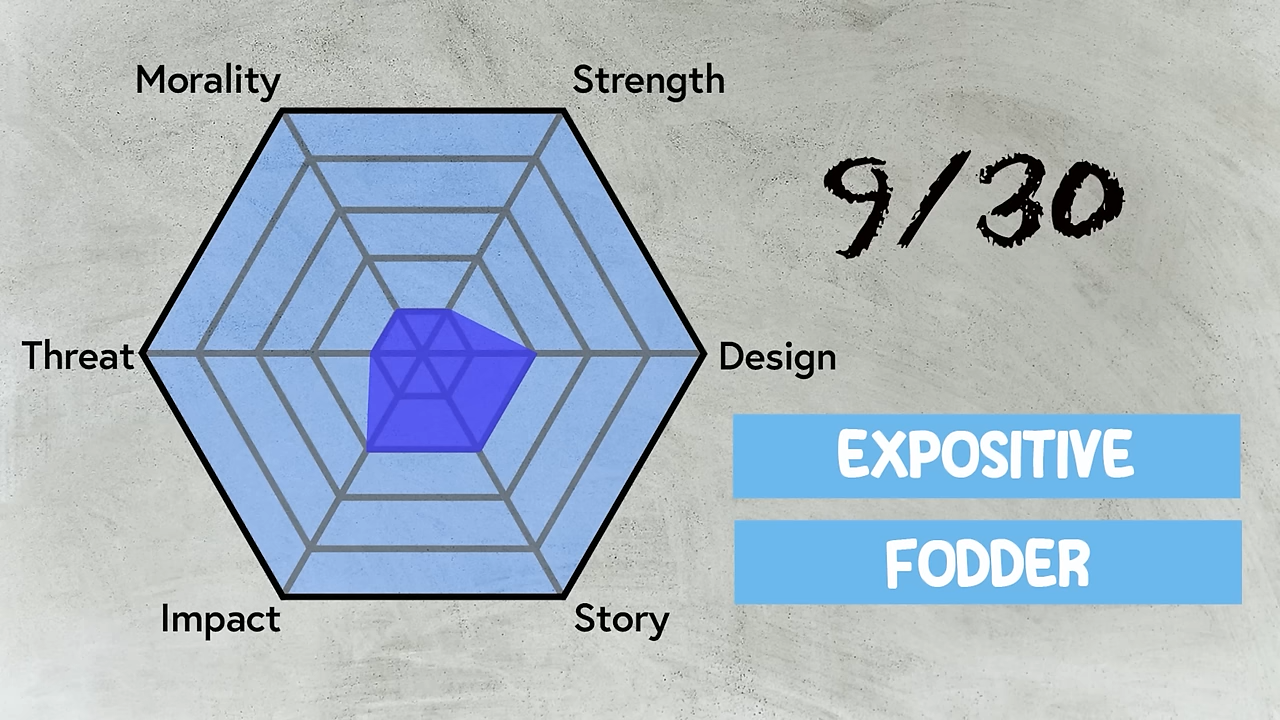 Morality
Strength
9/30
Threat
Design
EXPOSITIVE
FODDER
Impact
Story